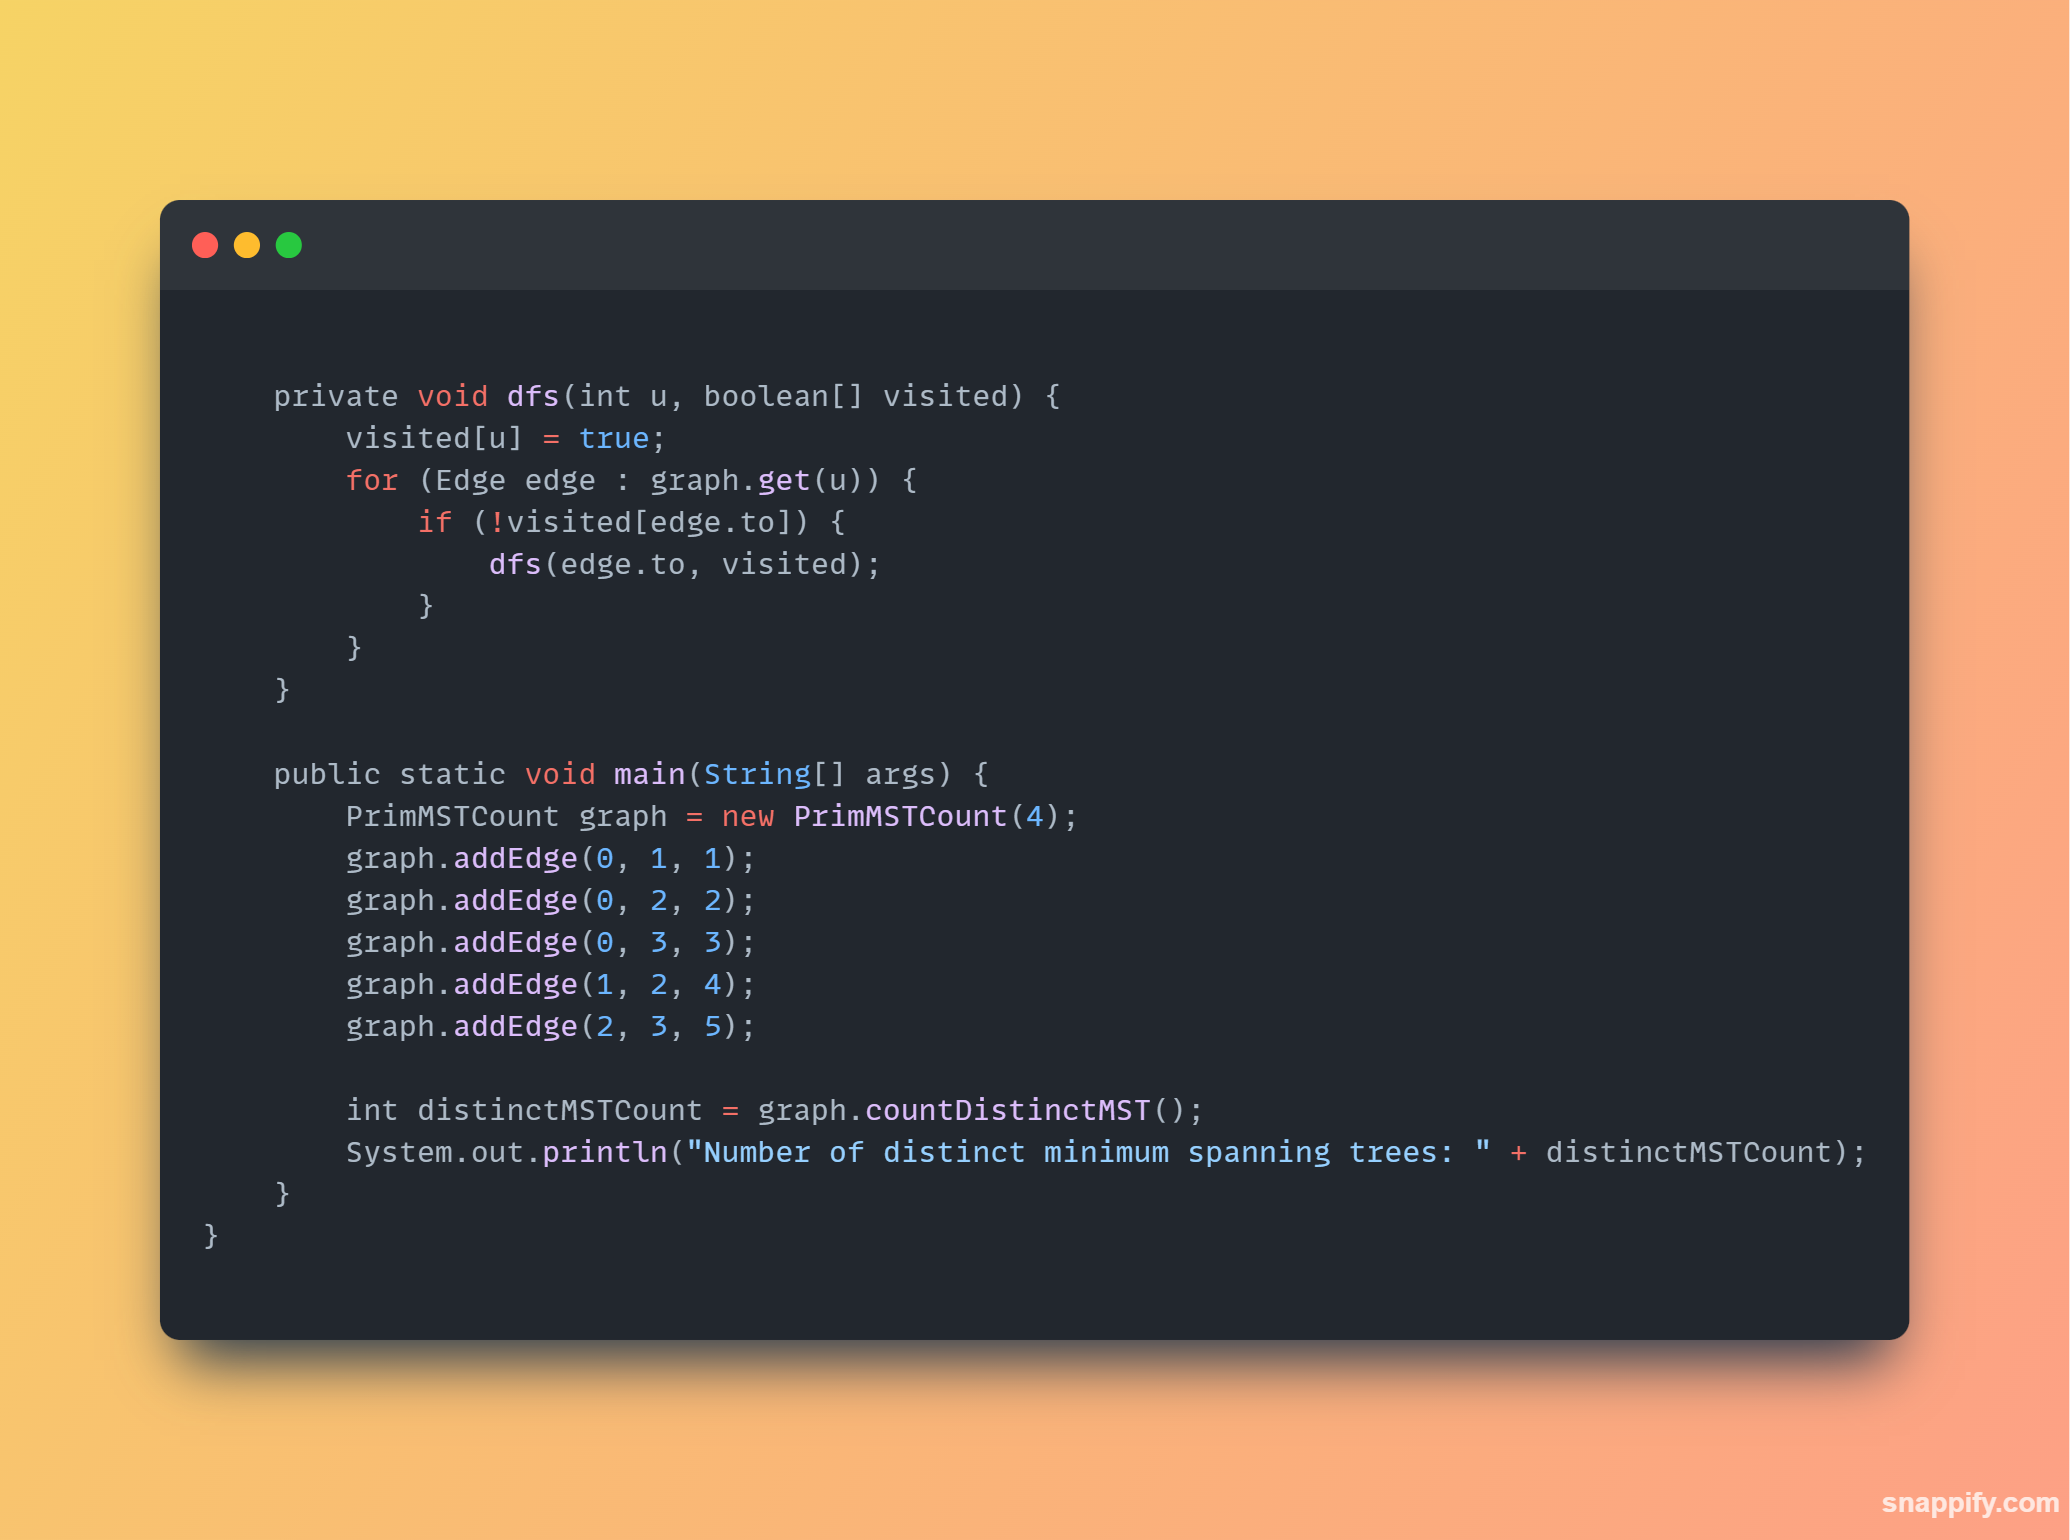 private void dfs(int u, boolean[] visited) {
visited[u] = true;
for (Edge edge : graph.get(u)) {
if (!visited[edge.to]) {
dfs(edge.to, visited);
}
}
}
public static void main(String[] args) {
PrimMSTCount graph = new PrimMSTCount(4);
graph.addEdge(0, 1, 1);
graph.addEdge(0, 2, 2);
graph.addEdge(0, 3, 3);
graph.addEdge(1, 2, 4);
graph.addEdge(2, 3, 5);
int distinctMSTCount = graph.countDistinctMST();
System.out.println("Number of distinct minimum spanning trees: " + distinctMSTCount);
}
}
snappify.com